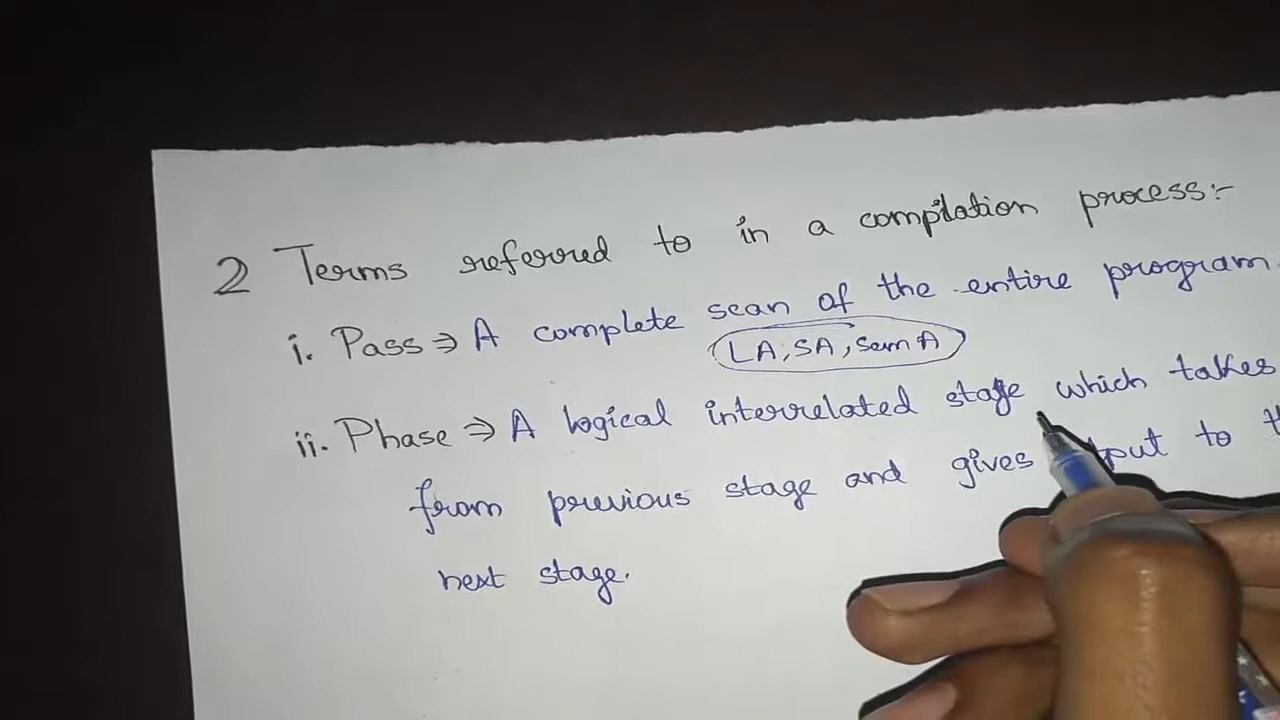 2 Terms referred to in a compilation process:-
i. Pass ⇒ A complete scan of the entire program.
LA, SA, Sem A
ii. Phase ⇒ A logical interrelated stage which takes
from previous stage and gives to
next stage.